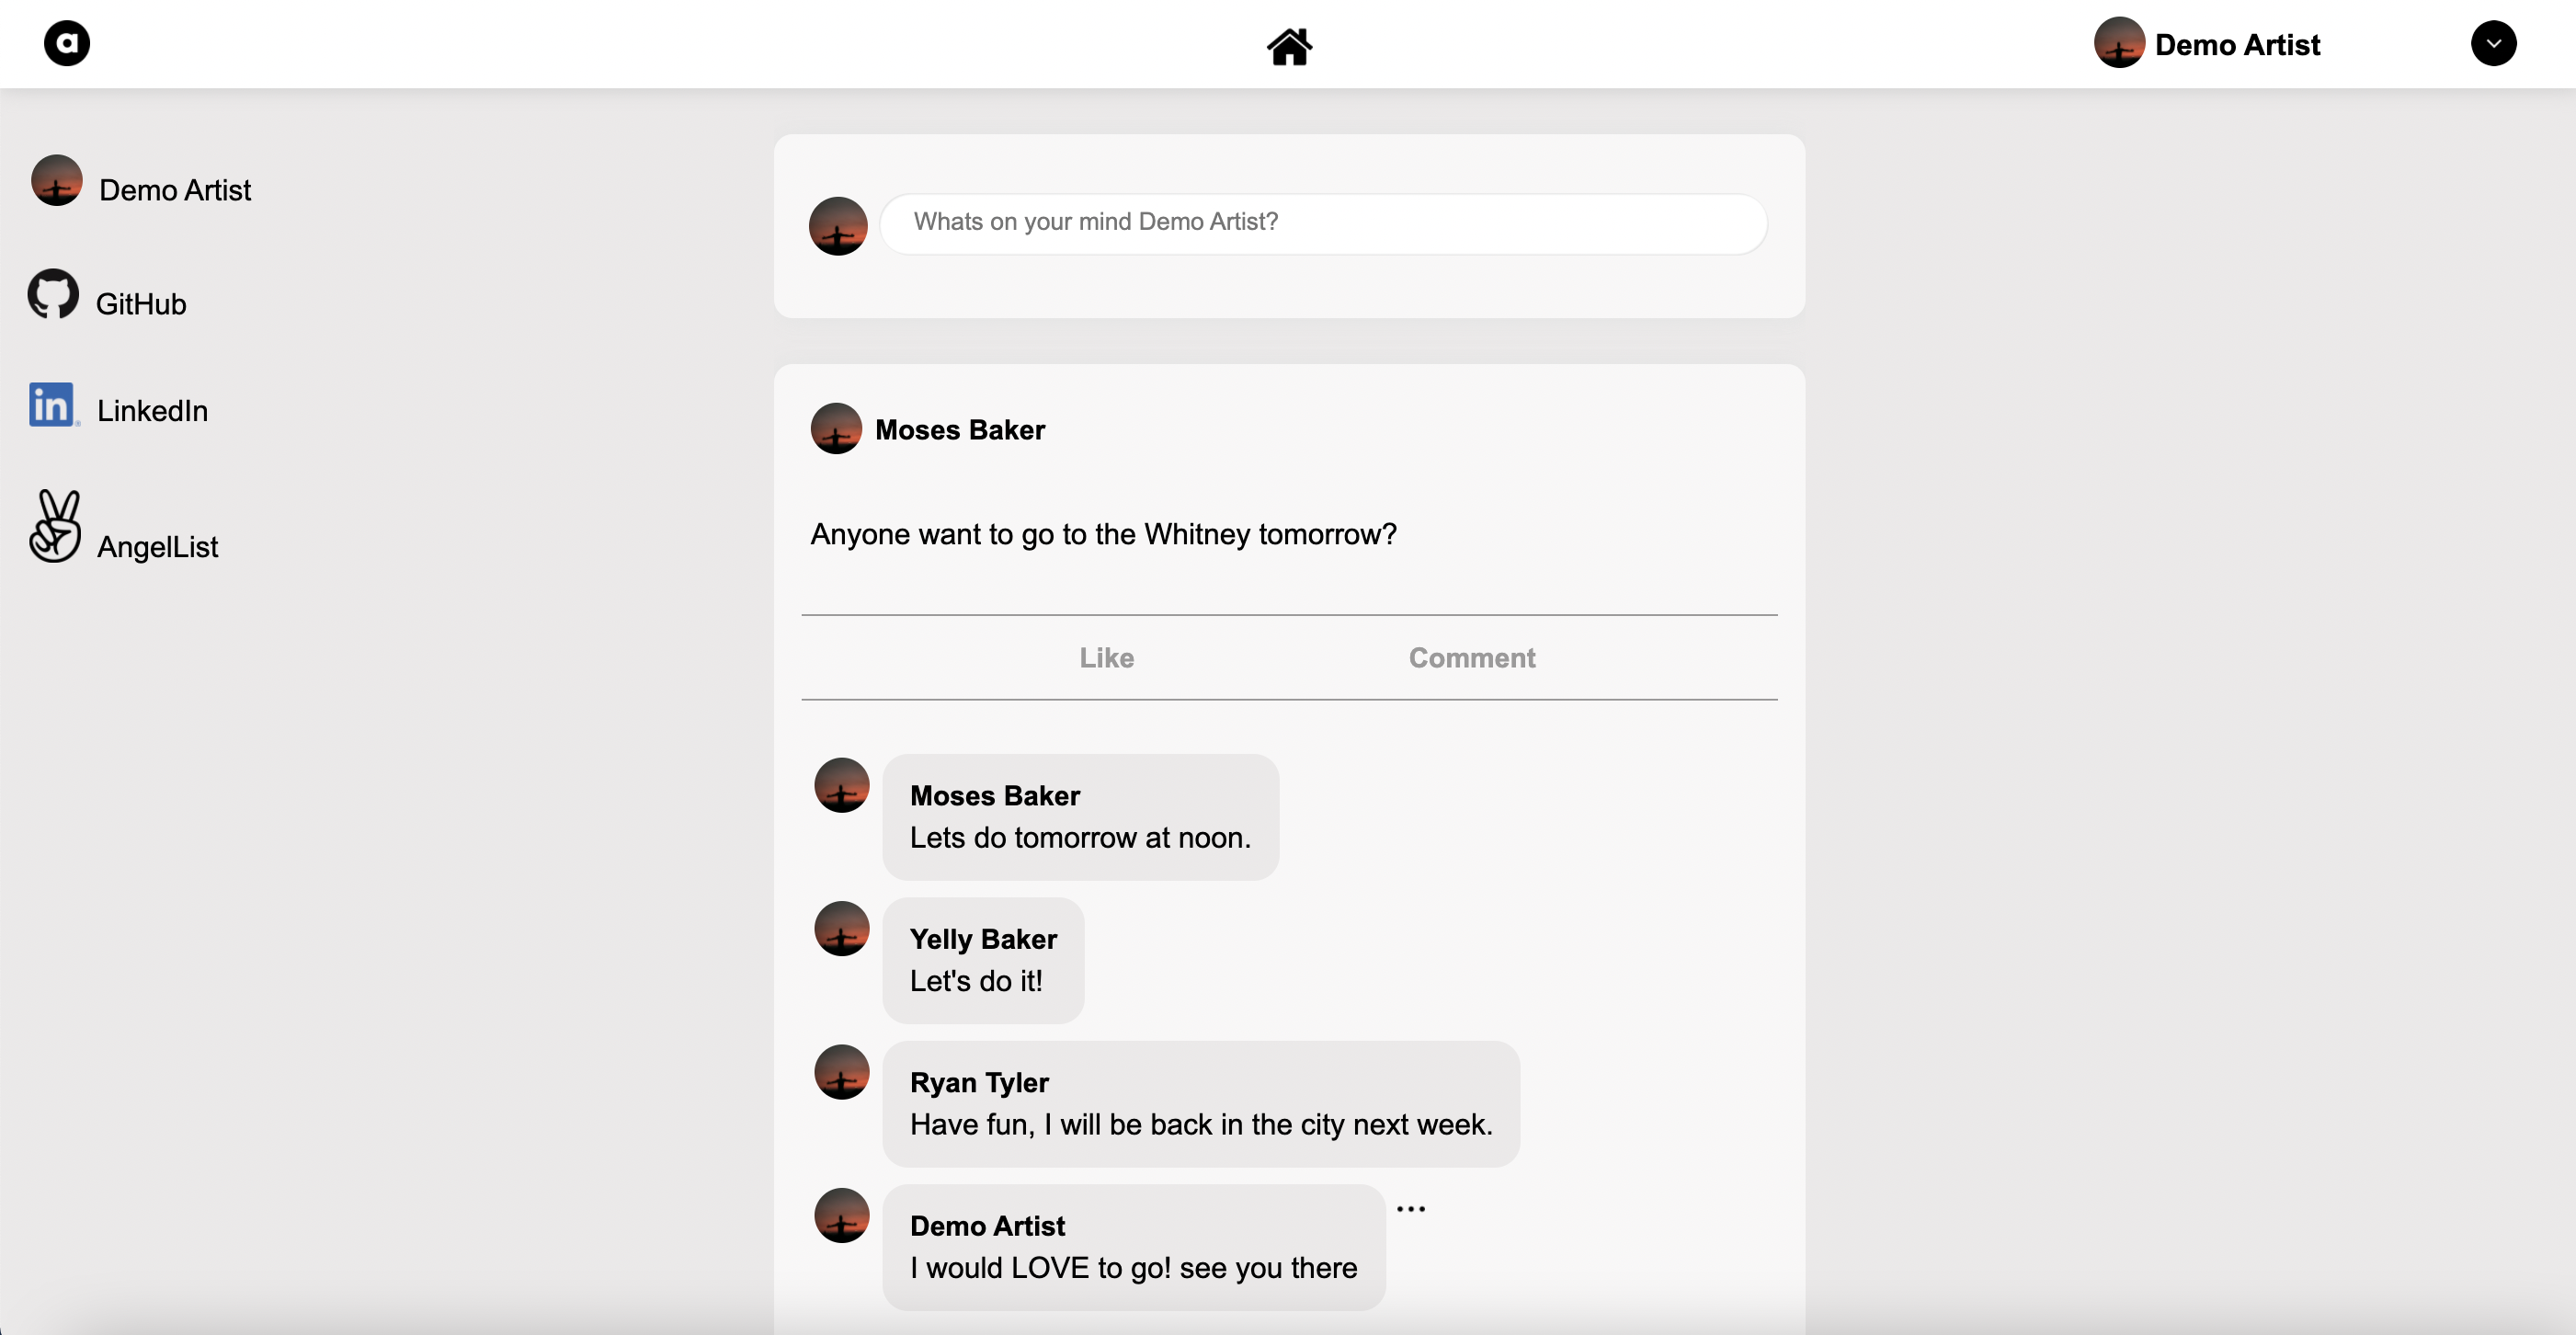 a
Demo Artist
Demo Artist
GitHub
in
LinkedIn
AngelList
Whats on your mind Demo Artist?
Moses Baker
Anyone want to go to the Whitney tomorrow?
Like Comment
Moses Baker
Lets do tomorrow at noon.
Yelly Baker
Let's do it!
Ryan Tyler
Have fun, I will be back in the city next week.
Demo Artist
I would LOVE to go! see you there